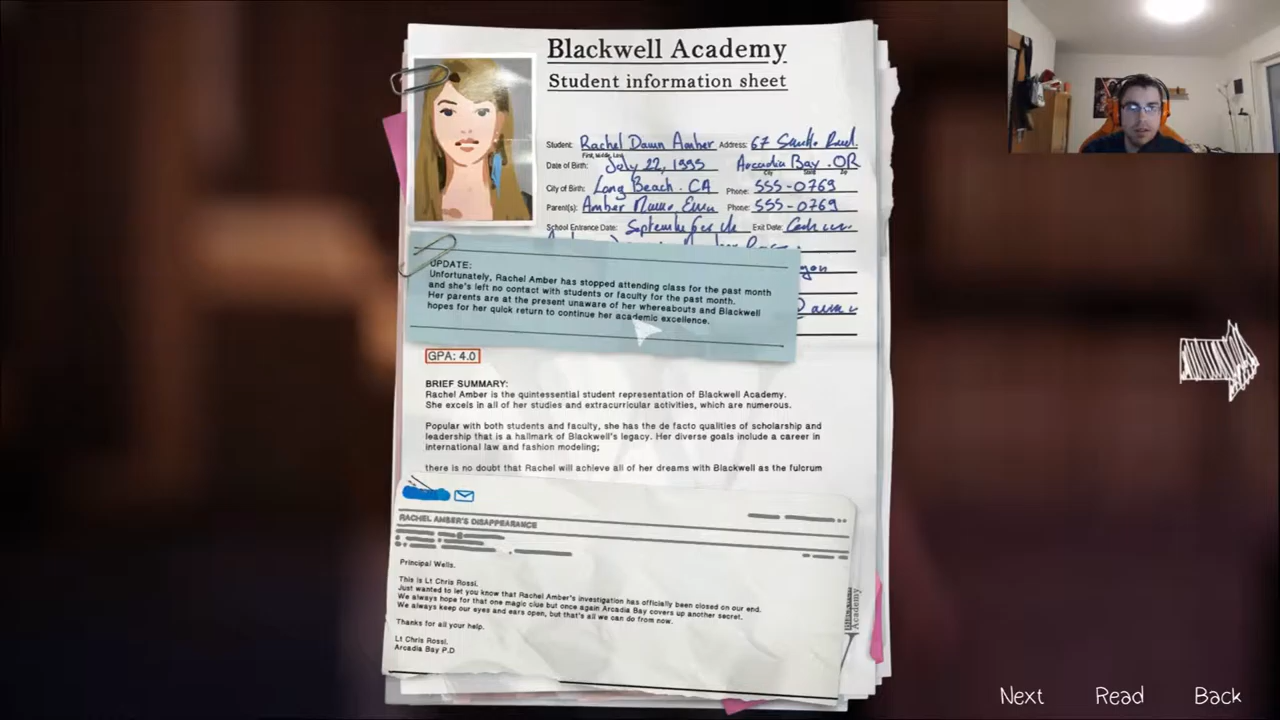 Blackwell Academy
Student information sheet
Student: Rachel Dawn Amber Address: 67
First, Middle, Last
Date of Birth: July 22, 1995 Arcadia Bay . OR
City State Zip
City of Birth: Long Beach . CA Phone: 555-0769
Parent(s): Amber Phone: 555-0769
School Entrance Date: Exit Date:
UPDATE:
Unfortunately, Rachel Amber has stopped attending class for the past month
and she's left no contact with students or faculty for the past month.
Her parents are at the present unaware of her whereabouts and Blackwell
hopes for her quick return to continue her academic excellence.
GPA: 4.0
BRIEF SUMMARY:
Rachel Amber is the quintessential student representation of Blackwell Academy.
She excels in all of her studies and extracurricular activities, which are numerous.
Popular with both students and faculty, she has the de facto qualities of scholarship and
leadership that is a hallmark of Blackwell's legacy. Her diverse goals include a career in
international law and fashion modeling;
there is no doubt that Rachel will achieve all of her dreams with Blackwell as the fulcrum
RACHEL AMBER'S DISAPPEARANCE
Principal Wells.
This is Lt Chris Rossi.
Just wanted to let you know that Rachel Amber's investigation has officially been closed on our end.
We always hope for that one magic clue but once again Arcadia Bay covers up another secret.
We always keep our eyes and ears open, but that's all we can do from now.
Thanks for all your help.
Lt Chris Rossi.
Arcadia Bay P.D
Academy
Next Read Back